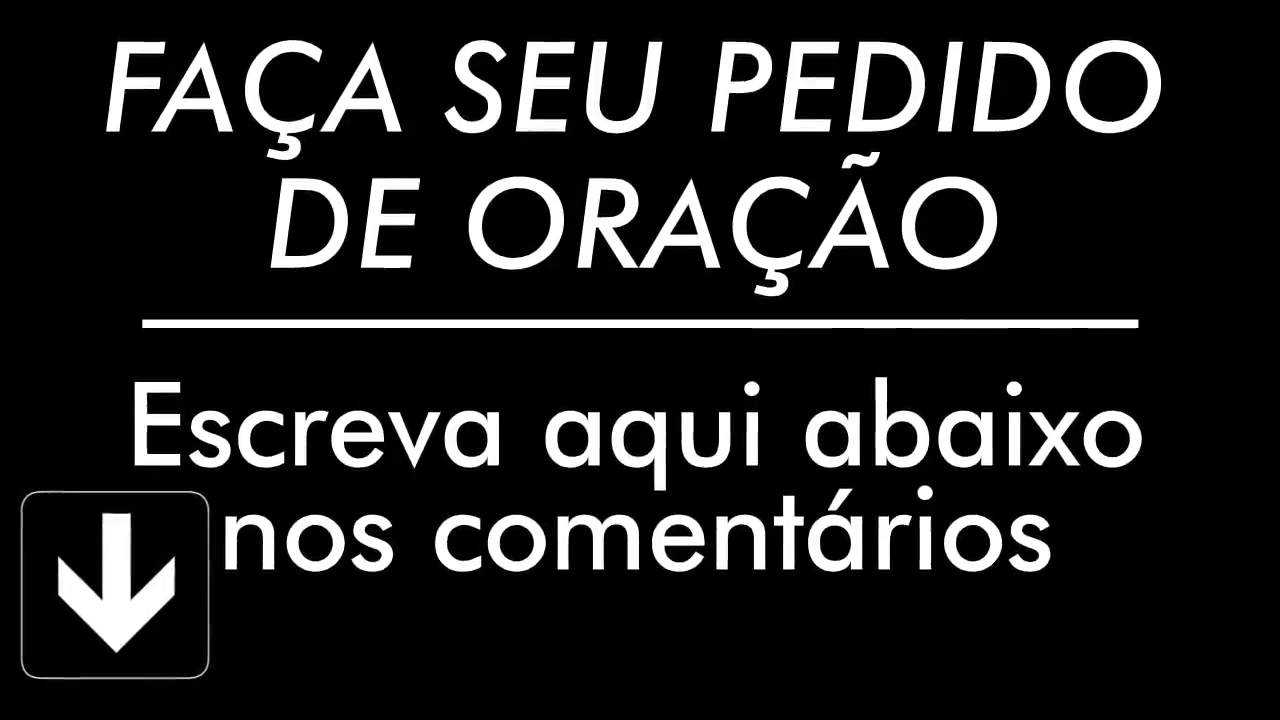 FAÇA SEU PEDIDO
DE ORAÇÃO
Escreva aqui abaixo
nos comentários